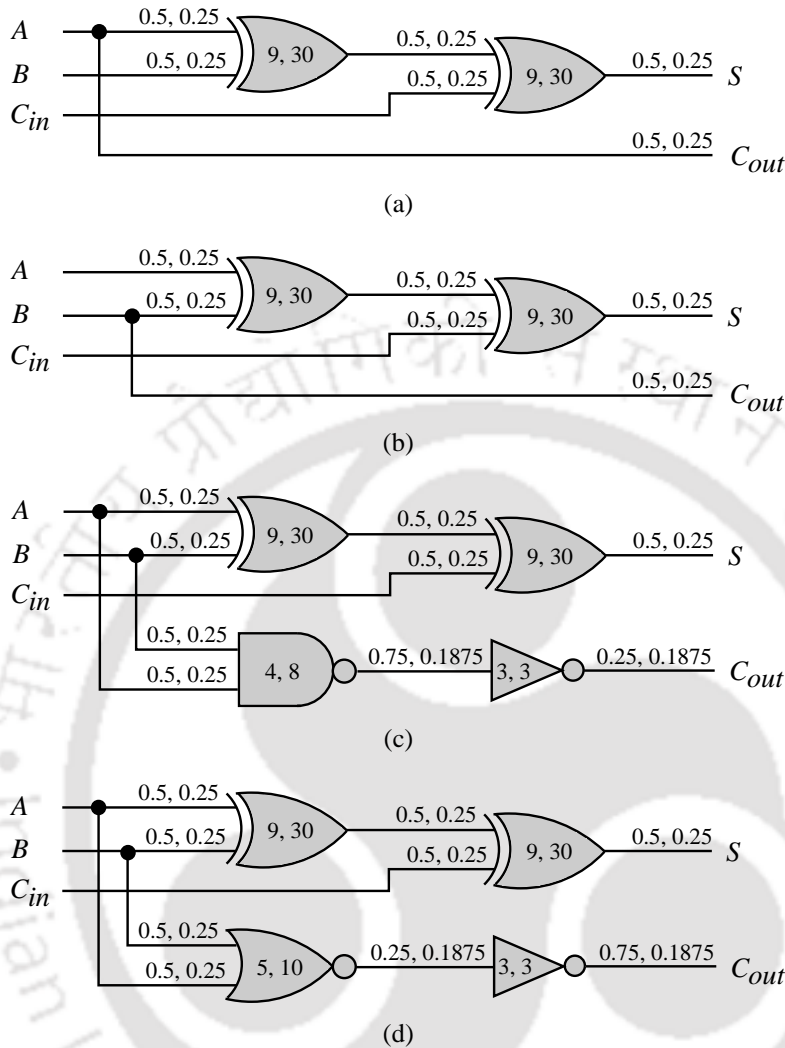 A 0.5, 0.25 0.5, 0.25 0.5, 0.25
B 0.5, 0.25 9, 30 0.5, 0.25 9, 30 S
C_in
0.5, 0.25 C_out
(a)
A 0.5, 0.25 0.5, 0.25 0.5, 0.25
B 0.5, 0.25 9, 30 0.5, 0.25 9, 30 S
C_in
0.5, 0.25 C_out
(b)
A 0.5, 0.25 0.5, 0.25 0.5, 0.25
B 0.5, 0.25 9, 30 0.5, 0.25 9, 30 S
C_in
0.5, 0.25
0.5, 0.25 4, 8 0.75, 0.1875 3, 3 0.25, 0.1875 C_out
(c)
A 0.5, 0.25 0.5, 0.25 0.5, 0.25
B 0.5, 0.25 9, 30 0.5, 0.25 9, 30 S
C_in
0.5, 0.25
0.5, 0.25 5, 10 0.25, 0.1875 3, 3 0.75, 0.1875 C_out
(d)